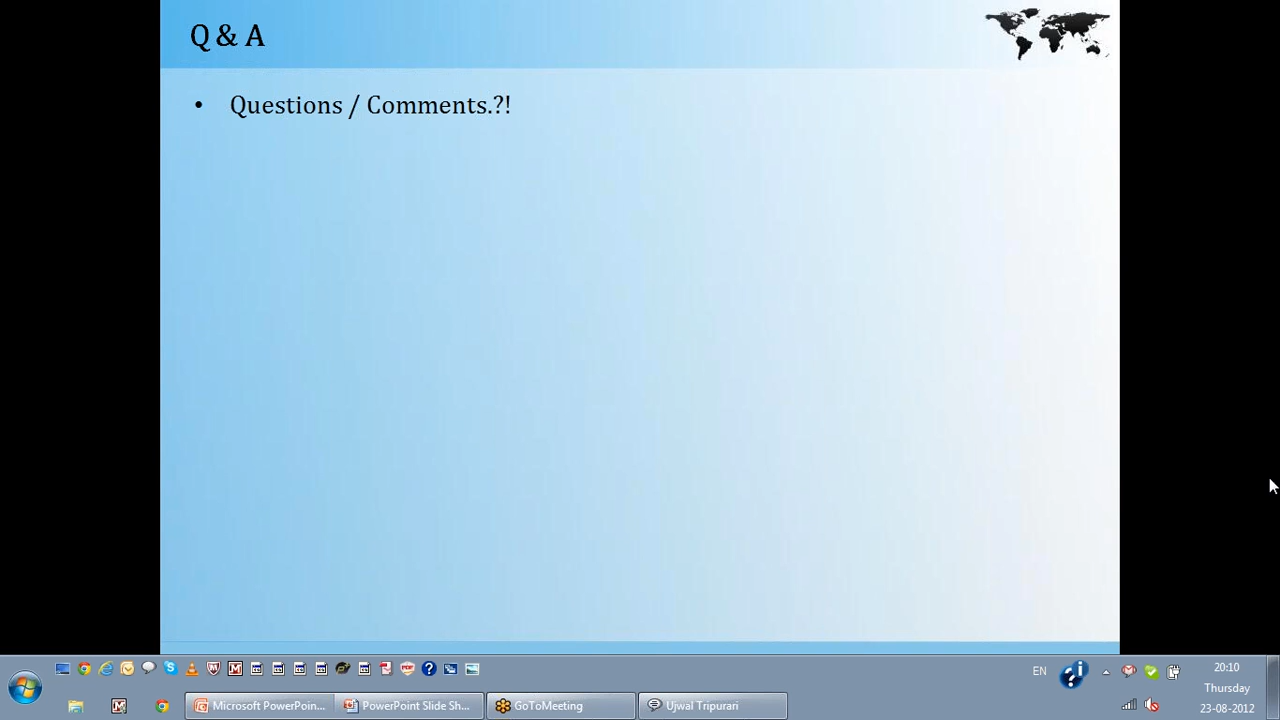 Q & A
• Questions / Comments.?!
EN
20:10
Thursday
23-08-2012
Microsoft PowerPoin...
PowerPoint Slide Sh...
GoToMeeting
Ujwal Tripurari